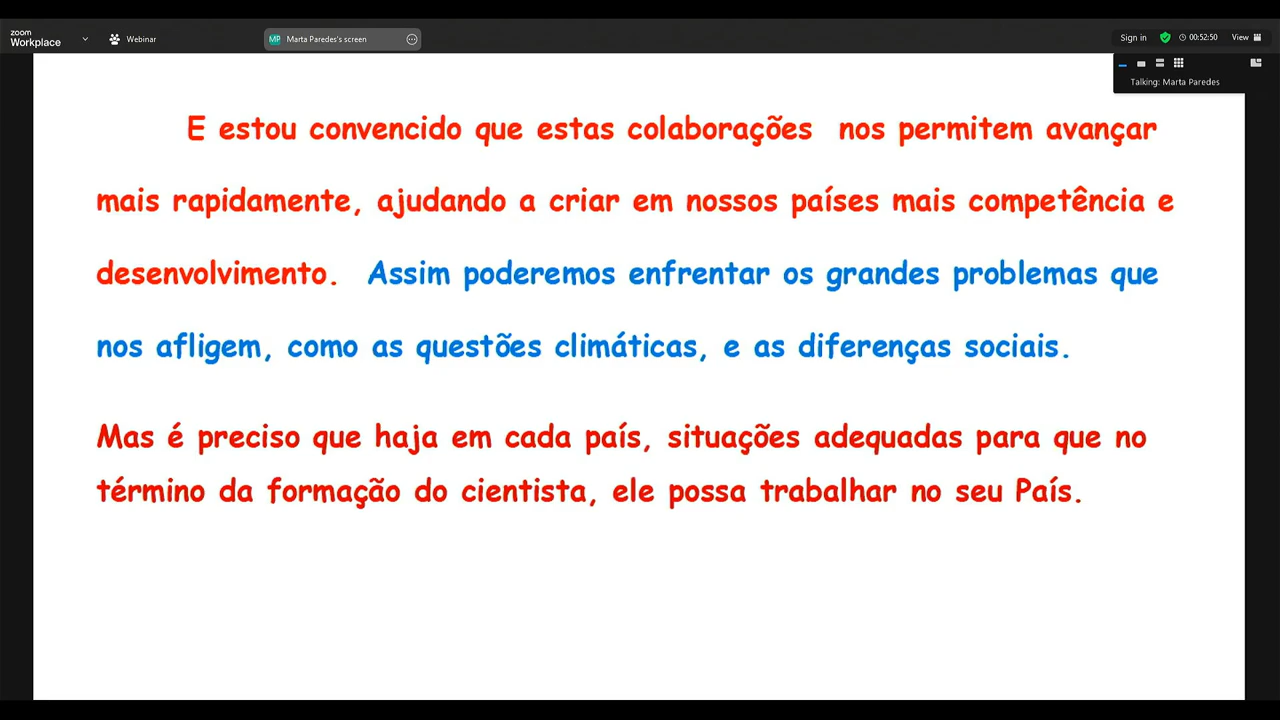 zoom
Workplace
Webinar
MP Marta Paredes's screen
Sign in
00:52:50
View
Talking: Marta Paredes
E estou convencido que estas colaborações nos permitem avançar
mais rapidamente, ajudando a criar em nossos países mais competência e
desenvolvimento. Assim poderemos enfrentar os grandes problemas que
nos afligem, como as questões climáticas, e as diferenças sociais.
Mas é preciso que haja em cada país, situações adequadas para que no
término da formação do cientista, ele possa trabalhar no seu País.